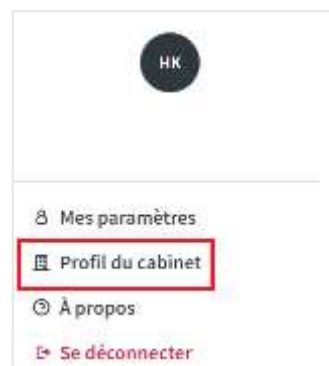 HK
Mes paramètres
Profil du cabinet
À propos
Se déconnecter